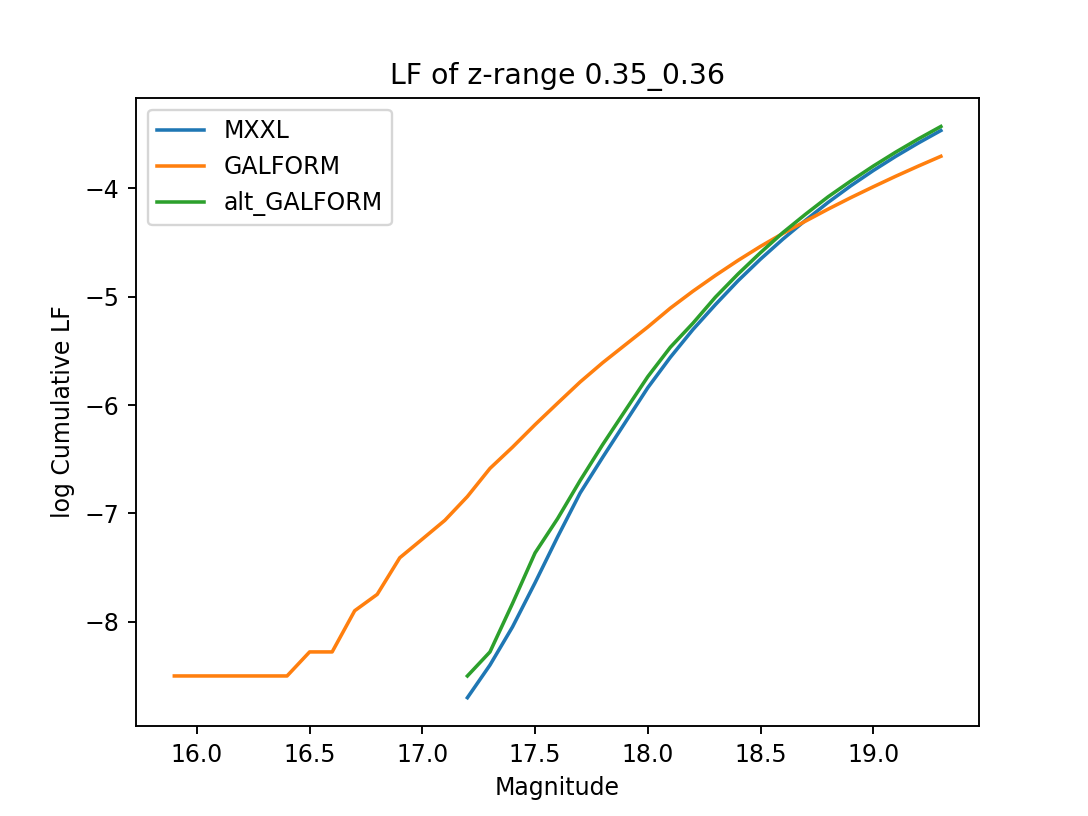 LF of z-range 0.35_0.36
MXXL
GALFORM
alt_GALFORM
−4
−5
−6
−7
−8
log Cumulative LF
16.0 16.5 17.0 17.5 18.0 18.5 19.0
Magnitude